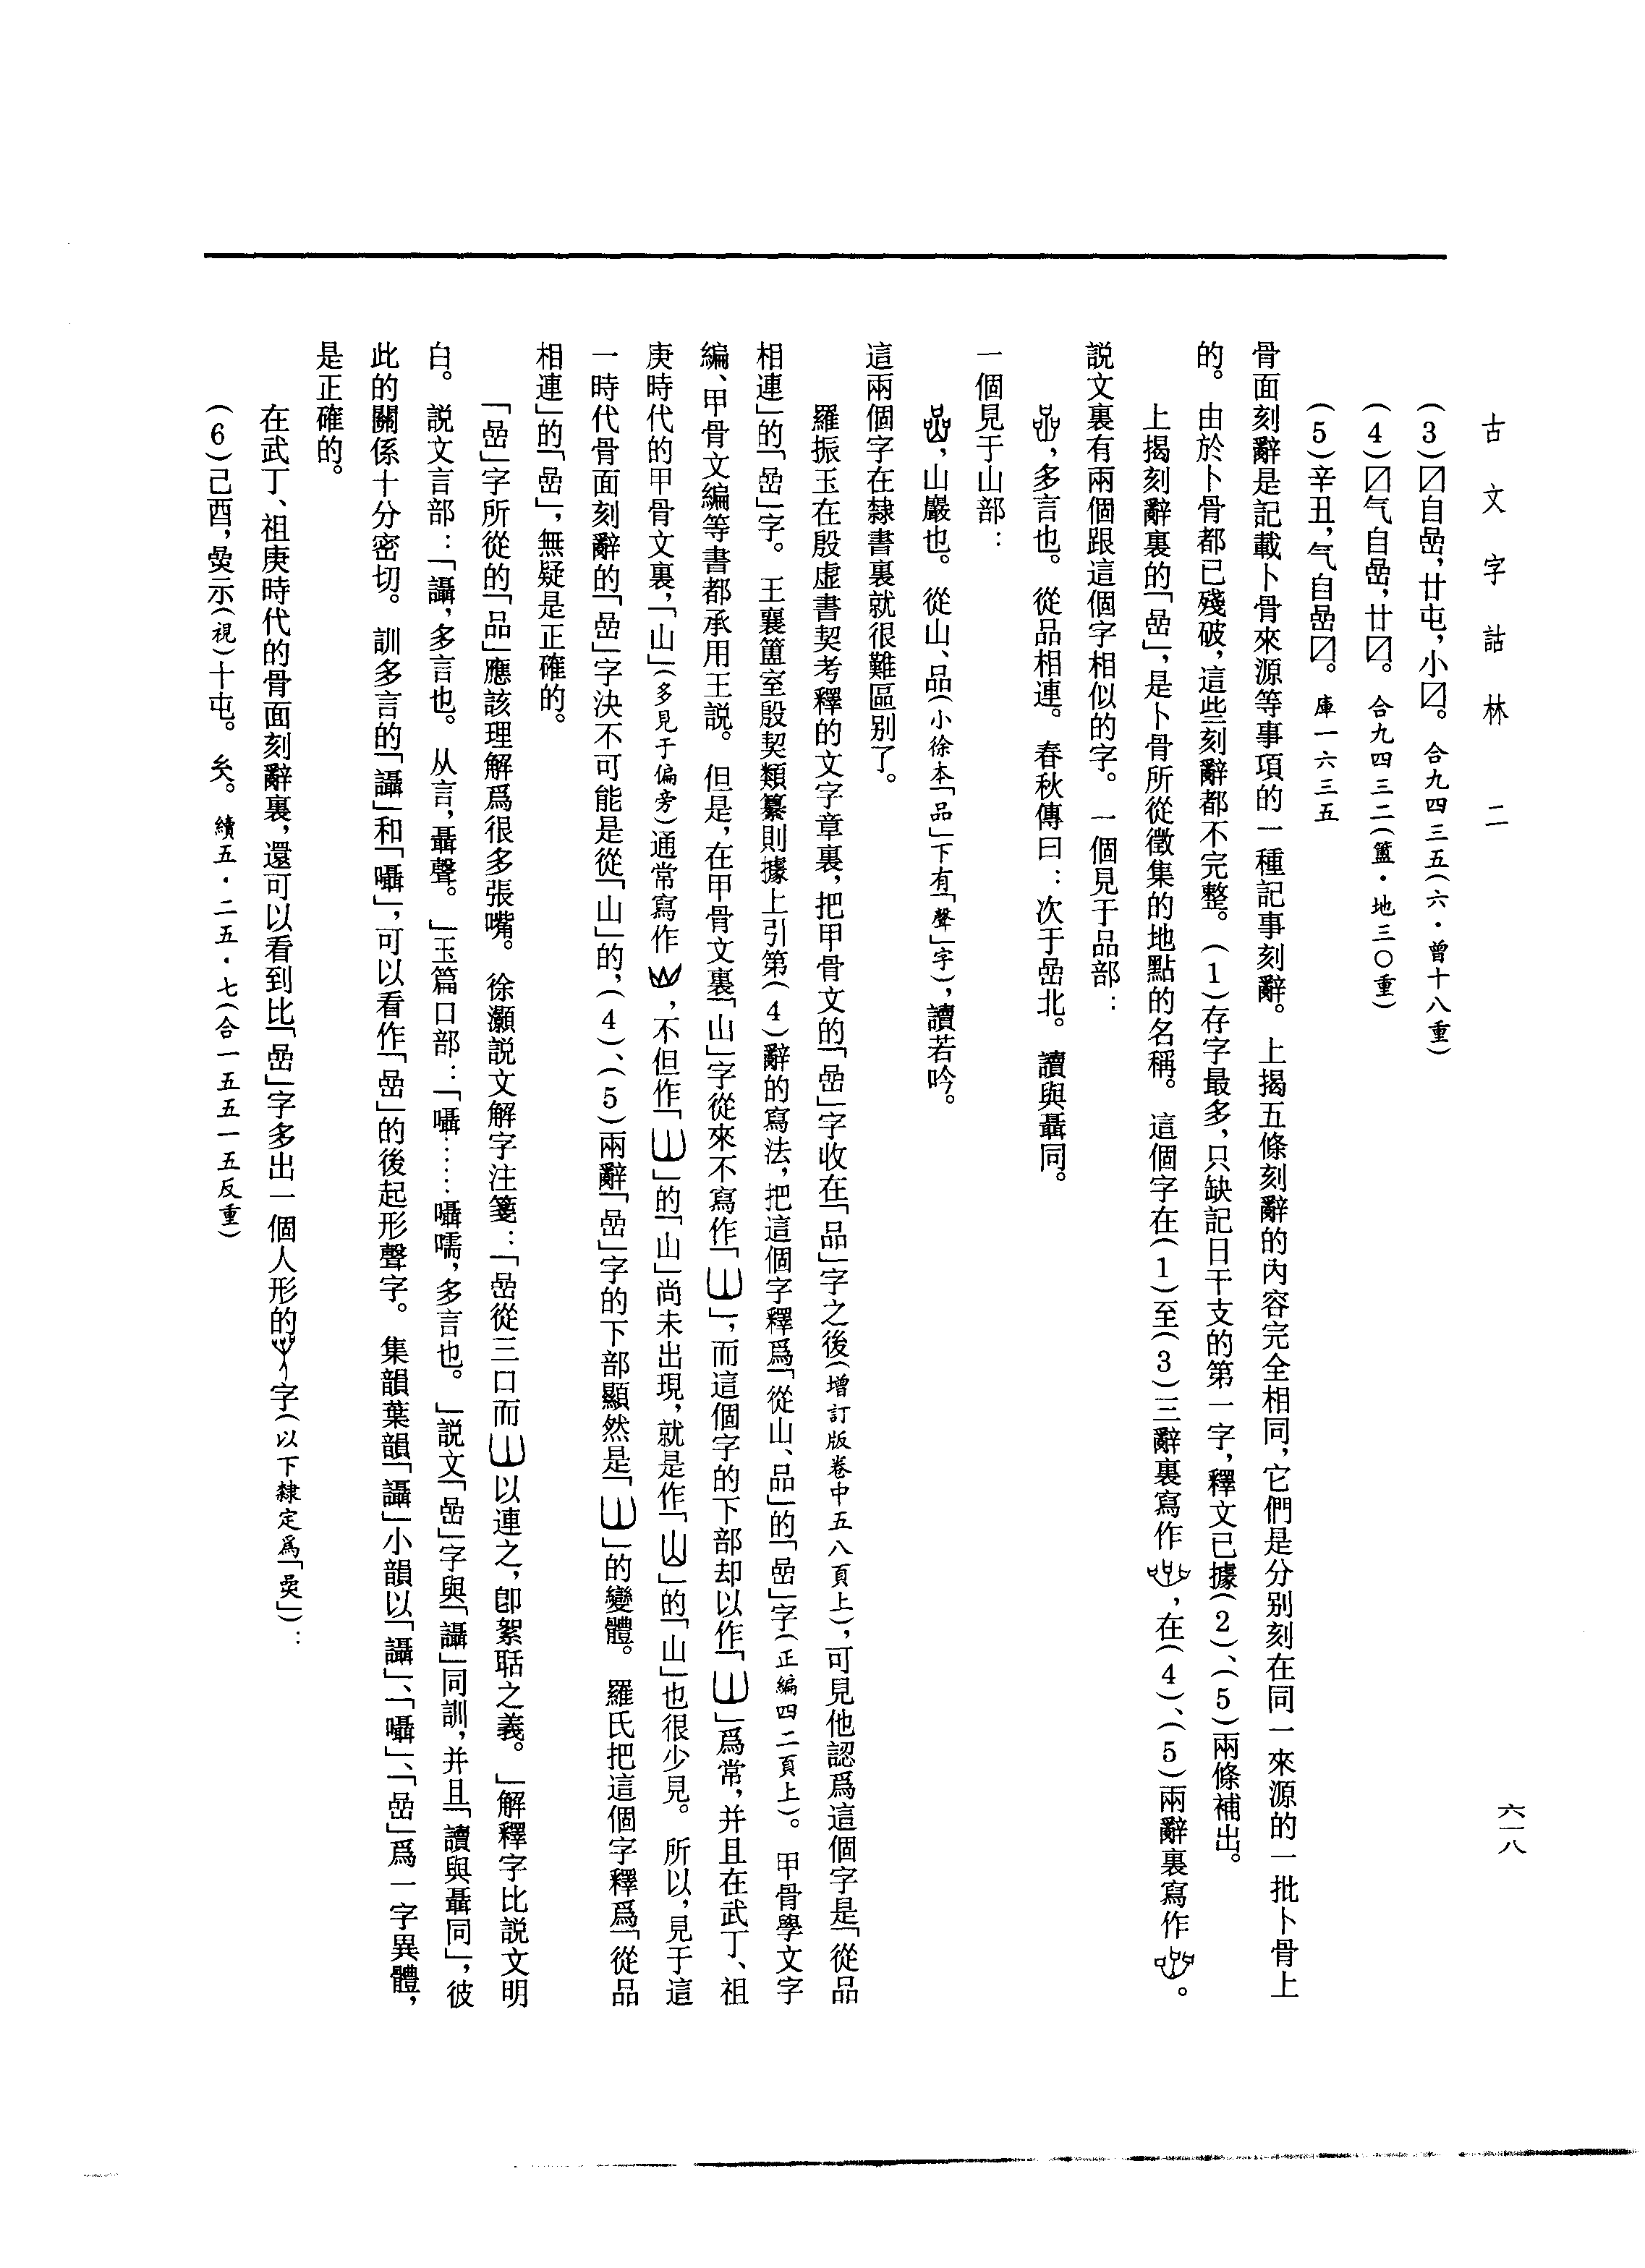 古文字詁林 二
六一八
(3)☑自嵒,廿屯,小☑。 合九四三五(六·曾十八重)
(4)☑气自嵒,廿☑。 合九四三二(簠·地三〇重)
(5)辛丑,气自嵒☑。 庫一六三五
骨面刻辭是記載卜骨來源等事項的一種記事刻辭。上揭五條刻辭的內容完全相同,它們是分別刻在同一來源的一批卜骨上
的。由於卜骨都已殘破,這些刻辭都不完整。(1)存字最多,只缺記日干支的第一字,釋文已據(2)、(5)兩條補出。
上揭刻辭裏的「嵒」,是卜骨所從徵集的地點的名稱。這個字在(1)至(3)三辭裏寫作,在(4)、(5)兩辭裏寫作。
説文裏有兩個跟這個字相似的字。一個見于品部:
,多言也。從品相連。春秋傳曰:次于嵒北。讀與聶同。
一個見于山部:
,山巖也。從山、品(小徐本「品」下有「聲」字),讀若吟。
這兩個字在隸書裏就很難區别了。
羅振玉在殷虚書契考釋的文字章裏,把甲骨文的「嵒」字收在「品」字之後(增訂版卷中五八頁上),可見他認爲這個字是「從品
相連」的「嵒」字。王襄簠室殷契類纂則據上引第(4)辭的寫法,把這個字釋爲「從山、品」的「嵒」字(正編四二頁上)。甲骨學文字
編、甲骨文編等書都承用王説。但是,在甲骨文裏「山」字從來不寫作「」,而這個字的下部却以作「」爲常,并且在武丁、祖
庚時代的甲骨文裏,「山」(多見于偏旁)通常寫作,不但作「」的「山」尚未出現,就是作「」的「山」也很少見。所以,見于這
一時代骨面刻辭的「嵒」字決不可能是從「山」的,(4)、(5)兩辭「嵒」字的下部顯然是「」的變體。羅氏把這個字釋爲「從品
相連」的「嵒」,無疑是正確的。
「嵒」字所從的「品」應該理解爲很多張嘴。徐灝説文解字注箋:「嵒從三口而以連之,卽絮聒之義。」解釋字比説文明
白。説文言部:「讘,多言也。从言,聶聲。」玉篇口部:「囁……囁嚅,多言也。」説文「嵒」字與「讘」同訓,并且「讀與聶同」,彼
此的關係十分密切。訓多言的「讘」和「囁」,可以看作「嵒」的後起形聲字。集韻葉韻「讘」小韻以「讘」、「囁」、「嵒」爲一字異體,
是正確的。
在武丁、祖庚時代的骨面刻辭裏,還可以看到比「嵒」字多出一個人形的字(以下隸定爲「」):
(6)己酉,示(視)十屯。 矣。 續五·二五·七(合一五五一五反重)